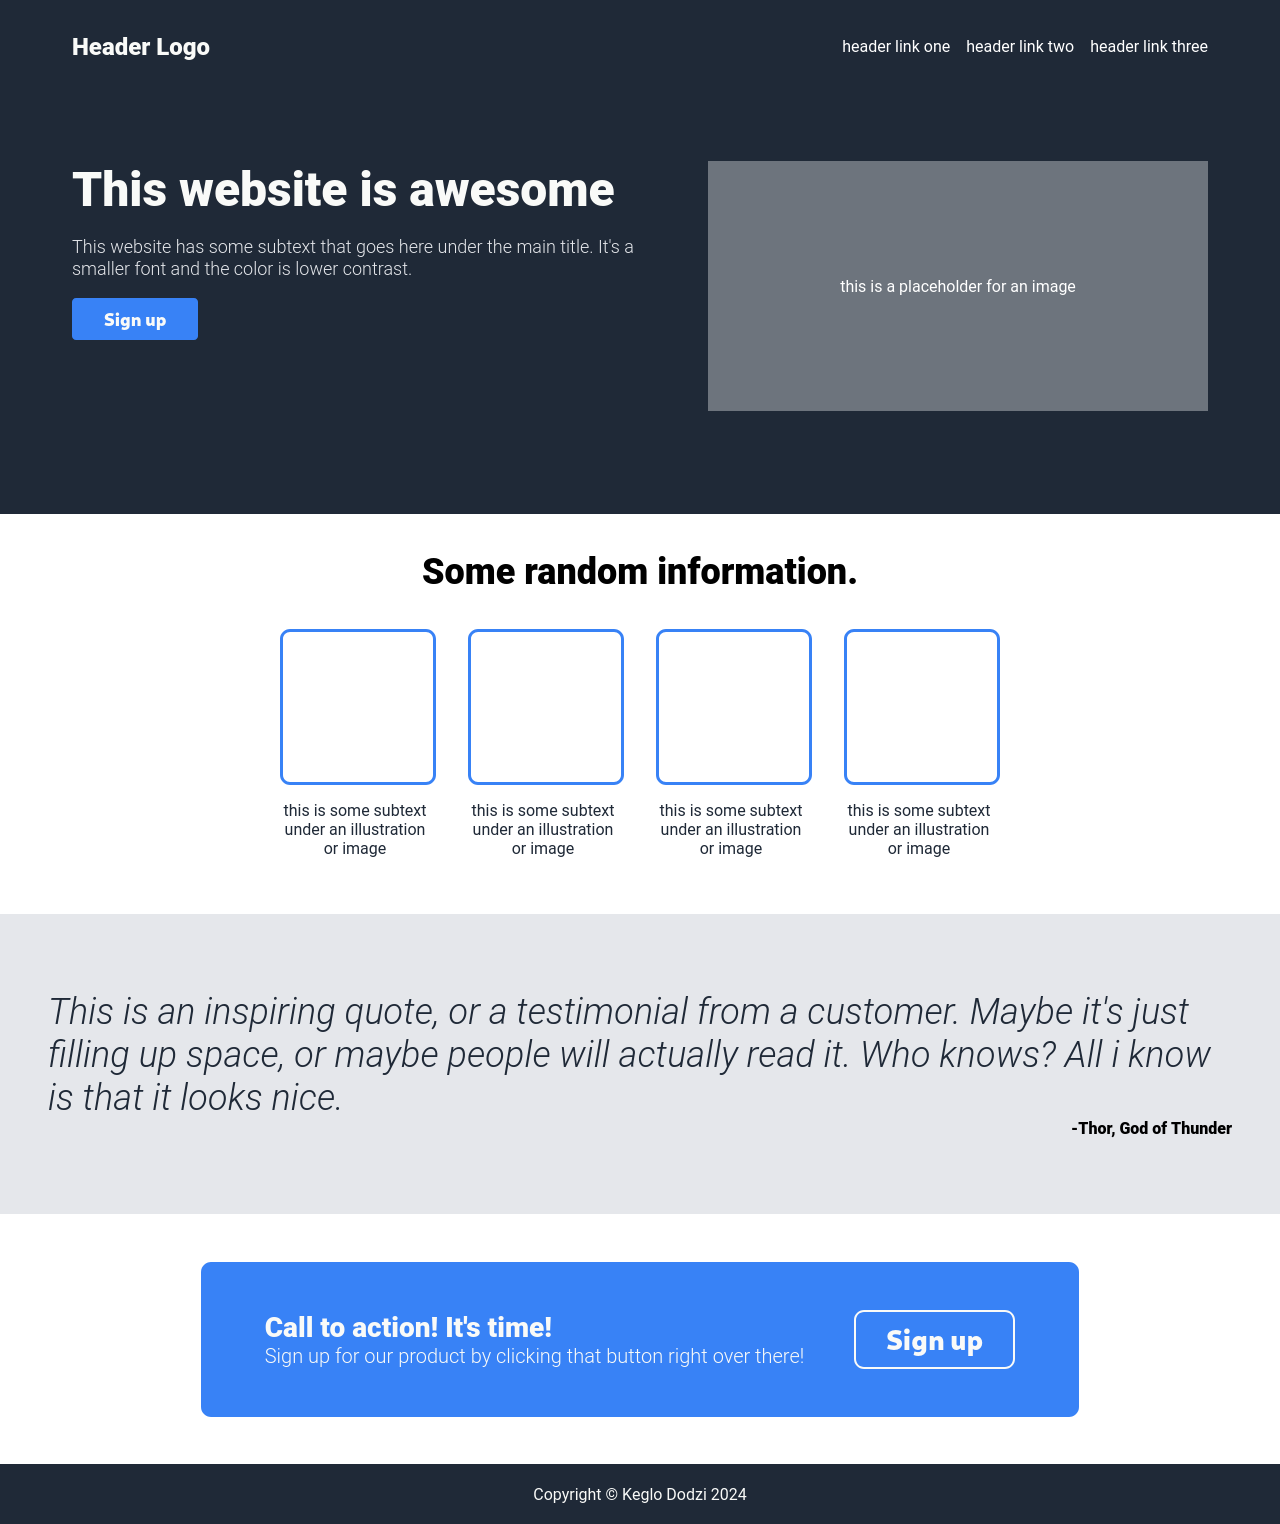 Header Logo
header link one header link two header link three
This website is awesome
This website has some subtext that goes here under the main title. It's a
smaller font and the color is lower contrast.
Sign up
this is a placeholder for an image
Some random information.
this is some subtext
under an illustration
or image
this is some subtext
under an illustration
or image
this is some subtext
under an illustration
or image
this is some subtext
under an illustration
or image
This is an inspiring quote, or a testimonial from a customer. Maybe it's just
filling up space, or maybe people will actually read it. Who knows? All i know
is that it looks nice.
-Thor, God of Thunder
Call to action! It's time!
Sign up for our product by clicking that button right over there!
Sign up
Copyright © Keglo Dodzi 2024